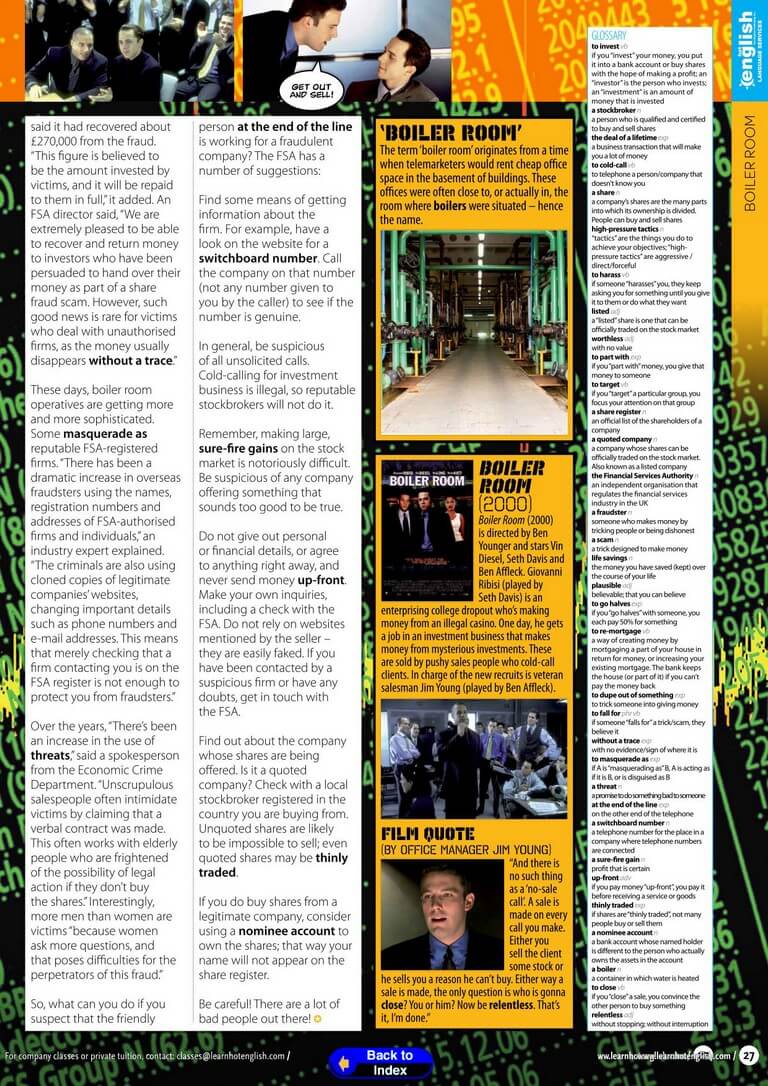 GET OUT
AND SELL!
said it had recovered about
£270,000 from the fraud.
"This figure is believed to
be the amount invested by
victims, and it will be repaid
to them in full," it added. An
FSA director said, "We are
extremely pleased to be able
to recover and return money
to investors who have been
persuaded to hand over their
money as part of a share
fraud scam. However, such
good news is rare for victims
who deal with unauthorised
firms, as the money usually
disappears without a trace."
These days, boiler room
operatives are getting more
and more sophisticated.
Some masquerade as
reputable FSA-registered
firms. "There has been a
dramatic increase in overseas
fraudsters using the names,
registration numbers and
addresses of FSA-authorised
firms and individuals," an
industry expert explained.
"The criminals are also using
cloned copies of legitimate
companies' websites,
changing important details
such as phone numbers and
e-mail addresses. This means
that merely checking that a
firm contacting you is on the
FSA register is not enough to
protect you from fraudsters."
Over the years, "There's been
an increase in the use of
threats," said a spokesperson
from the Economic Crime
Department. "Unscrupulous
salespeople often intimidate
victims by claiming that a
verbal contract was made.
This often works with elderly
people who are frightened
of the possibility of legal
action if they don't buy
the shares." Interestingly,
more men than women are
victims "because women
ask more questions, and
that poses difficulties for the
perpetrators of this fraud."
So, what can you do if you
suspect that the friendly
person at the end of the line
is working for a fraudulent
company? The FSA has a
number of suggestions:
Find some means of getting
information about the
firm. For example, have a
look on the website for a
switchboard number. Call
the company on that number
(not any number given to
you by the caller) to see if the
number is genuine.
In general, be suspicious
of all unsolicited calls.
Cold-calling for investment
business is illegal, so reputable
stockbrokers will not do it.
Remember, making large,
sure-fire gains on the stock
market is notoriously difficult.
Be suspicious of any company
offering something that
sounds too good to be true.
Do not give out personal
or financial details, or agree
to anything right away, and
never send money up-front.
Make your own inquiries,
including a check with the
FSA. Do not rely on websites
mentioned by the seller –
they are easily faked. If you
have been contacted by a
suspicious firm or have any
doubts, get in touch with
the FSA.
Find out about the company
whose shares are being
offered. Is it a quoted
company? Check with a local
stockbroker registered in the
country you are buying from.
Unquoted shares are likely
to be impossible to sell; even
quoted shares may be thinly
traded.
If you do buy shares from a
legitimate company, consider
using a nominee account to
own the shares; that way your
name will not appear on the
share register.
Be careful! There are a lot of
bad people out there!
'BOILER ROOM'
The term 'boiler room' originates from a time
when telemarketers would rent cheap office
space in the basement of buildings. These
offices were often close to, or actually in, the
room where boilers were situated – hence
the name.
BOILER ROOM
BOILER
ROOM
(2000)
Boiler Room (2000)
is directed by Ben
Younger and stars Vin
Diesel, Seth Davis and
Ben Affleck. Giovanni
Ribisi (played by
Seth Davis) is an
enterprising college dropout who's making
money from an illegal casino. One day, he gets
a job in an investment business that makes
money from mysterious investments. These
are sold by pushy sales people who cold-call
clients. In charge of the new recruits is veteran
salesman Jim Young (played by Ben Affleck).
FILM QUOTE
(BY OFFICE MANAGER JIM YOUNG)
"And there is
no such thing
as a 'no-sale
call'. A sale is
made on every
call you make.
Either you
sell the client
some stock or
he sells you a reason he can't buy. Either way a
sale is made, the only question is who is gonna
close? You or him? Now be relentless. That's
it, I'm done."
GLOSSARY
to invest vb
if you "invest" your money, you put
it into a bank account or buy shares
with the hope of making a profit; an
"investor" is the person who invests;
an "investment" is an amount of
money that is invested
a stockbroker n
a person who is qualified and certified
to buy and sell shares
the deal of a lifetime exp
a business transaction that will make
you a lot of money
to cold-call vb
to telephone a person/company that
doesn't know you
a share n
a company's shares are the many parts
into which its ownership is divided.
People can buy and sell shares
high-pressure tactics n
"tactics" are the things you do to
achieve your objectives; "high-
pressure tactics" are aggressive /
direct/forceful
to harass vb
if someone "harasses" you, they keep
asking you for something until you give
it to them or do what they want
listed adj
a "listed" share is one that can be
officially traded on the stock market
worthless adj
with no value
to part with exp
if you "part with" money, you give that
money to someone
to target vb
if you "target" a particular group, you
focus your attention on that group
a share register n
an official list of the shareholders of a
company
a quoted company n
a company whose shares can be
officially traded on the stock market.
Also known as a listed company
the Financial Services Authority n
an independent organisation that
regulates the financial services
industry in the UK
a fraudster n
someone who makes money by
tricking people or being dishonest
a scam n
a trick designed to make money
life savings n
the money you have saved (kept) over
the course of your life
plausible adj
believable; that you can believe
to go halves exp
if you "go halves" with someone, you
each pay 50% for something
to re-mortgage vb
a way of creating money by
mortgaging a part of your house in
return for money, or increasing your
existing mortgage. The bank keeps
the house (or part of it) if you can't
pay the money back
to dupe out of something exp
to trick someone into giving money
to fall for phr vb
if someone "falls for" a trick/scam, they
believe it
without a trace exp
with no evidence/sign of where it is
to masquerade as exp
if A is "masquerading as" B, A is acting as
if it is B, or is disguised as B
a threat n
a promise to do something bad to someone
at the end of the line exp
on the other end of the telephone
a switchboard number n
a telephone number for the place in a
company where telephone numbers
are connected
a sure-fire gain n
profit that is certain
up-front adv
if you pay money "up-front", you pay it
before receiving a service or goods
thinly traded exp
if shares are "thinly traded", not many
people buy or sell them
a nominee account n
a bank account whose named holder
is different to the person who actually
owns the assets in the account
a boiler n
a container in which water is heated
to close vb
if you "close" a sale, you convince the
other person to buy something
relentless adj
without stopping; without interruption
english
LANGUAGE SERVICES
BOILER ROOM
For company classes or private tuition, contact: classes@learnhotenglish.com /
Back to
Index
27